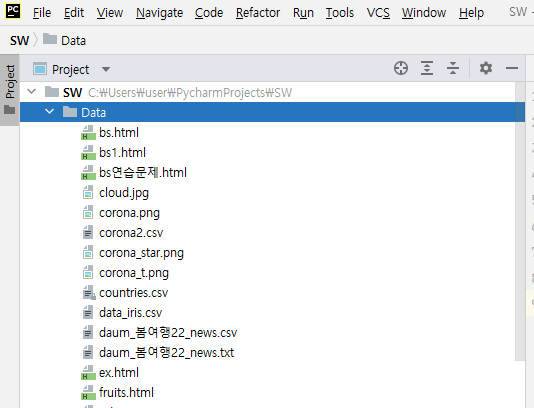 PC File Edit View Navigate Code Refactor Run Tools VCS Window Help SW -
SW Data
Project
Project
SW C:₩Users₩user₩PycharmProjects₩SW
Data
bs.html
bs1.html
bs연습문제.html
cloud.jpg
corona.png
corona2.csv
corona_star.png
corona_t.png
countries.csv
data_iris.csv
daum_봄여행22_news.csv
daum_봄여행22_news.txt
ex.html
fruits.html